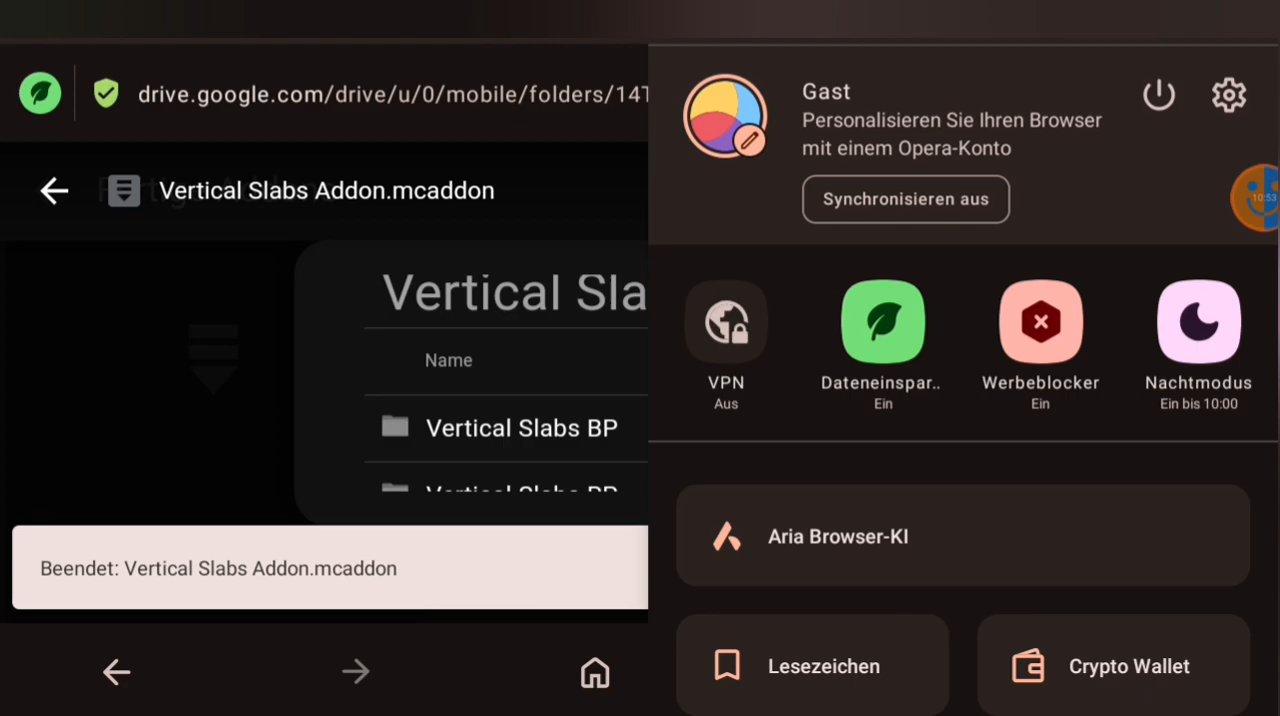 drive.google.com/drive/u/0/mobile/folders/14T
Vertical Slabs Addon.mcaddon
Vertical Sla
Name
Vertical Slabs BP
Beendet: Vertical Slabs Addon.mcaddon
Gast
Personalisieren Sie Ihren Browser
mit einem Opera-Konto
Synchronisieren aus
10:53
VPN
Aus
Dateneinspar..
Ein
Werbeblocker
Ein
Nachtmodus
Ein bis 10:00
Aria Browser-KI
Lesezeichen
Crypto Wallet